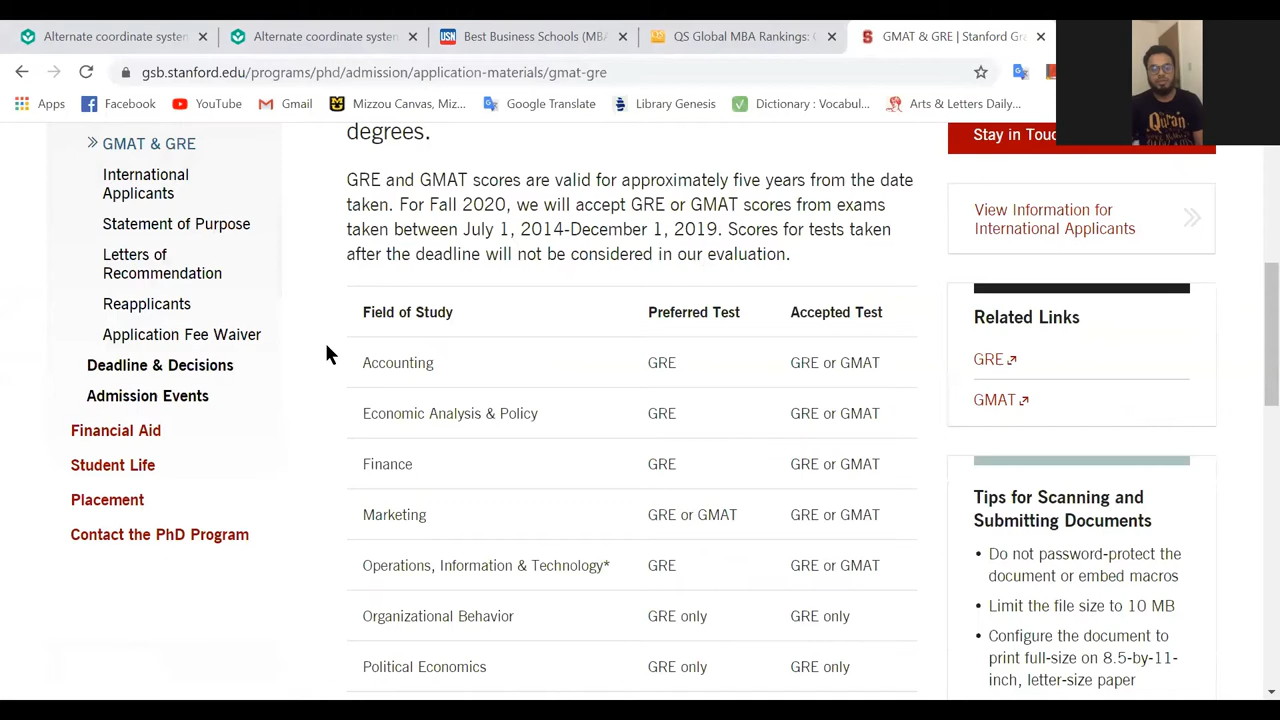 Alternate coordinate system
Alternate coordinate system
USN Best Business Schools (MBA
QS Global MBA Rankings:
S GMAT & GRE | Stanford Gra
gsb.stanford.edu/programs/phd/admission/application-materials/gmat-gre
Apps
Facebook
YouTube
Gmail
Mizzou Canvas, Miz...
Google Translate
Library Genesis
Dictionary : Vocabul...
Arts & Letters Daily...
Quran
GMAT & GRE
International
Applicants
Statement of Purpose
Letters of
Recommendation
Reapplicants
Application Fee Waiver
Deadline & Decisions
Admission Events
Financial Aid
Student Life
Placement
Contact the PhD Program
degrees.
GRE and GMAT scores are valid for approximately five years from the date
taken. For Fall 2020, we will accept GRE or GMAT scores from exams
taken between July 1, 2014-December 1, 2019. Scores for tests taken
after the deadline will not be considered in our evaluation.
Field of Study Preferred Test Accepted Test
Accounting GRE GRE or GMAT
Economic Analysis & Policy GRE GRE or GMAT
Finance GRE GRE or GMAT
Marketing GRE or GMAT GRE or GMAT
Operations, Information & Technology* GRE GRE or GMAT
Organizational Behavior GRE only GRE only
Political Economics GRE only GRE only
Stay in Touc
View Information for
International Applicants
Related Links
GRE
GMAT
Tips for Scanning and
Submitting Documents
• Do not password-protect the
document or embed macros
• Limit the file size to 10 MB
• Configure the document to
print full-size on 8.5-by-11-
inch, letter-size paper